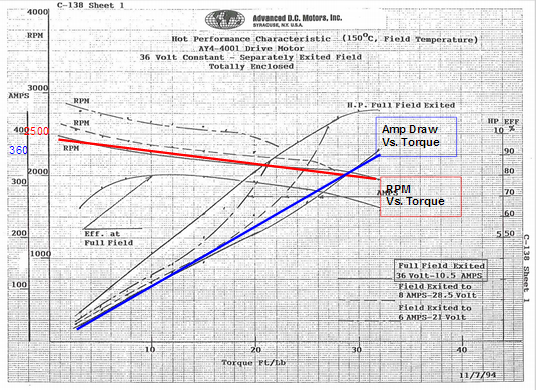 C-138 Sheet 1
Advanced D.C. Motors, Inc.
SYRACUSE, N.Y. U.S.A.
Hot Performance Characteristic (150°C, Field Temperature)
AY4-4001 Drive Motor
36 Volt Constant - Separately Exited Field
Totally Enclosed
4000
RPM
3000
AMPS
400
2500
360
300
2000
200
100
1000
RPM
RPM
RPM
H.P. Full Field Exited
HP EFF
10 %
90
80
70
60
5 50
Amp Draw
Vs. Torque
AMPS
RPM
Vs. Torque
Eff. at
Full Field
Full Field Exited
36 Volt-10.5 AMPS
Field Exited to
8 AMPS-28.5 Volt
Field Exited to
6 AMPS-21 Volt
C-138 Sheet 1
10
20
30
40
Torque Ft/Lb
11/7/94